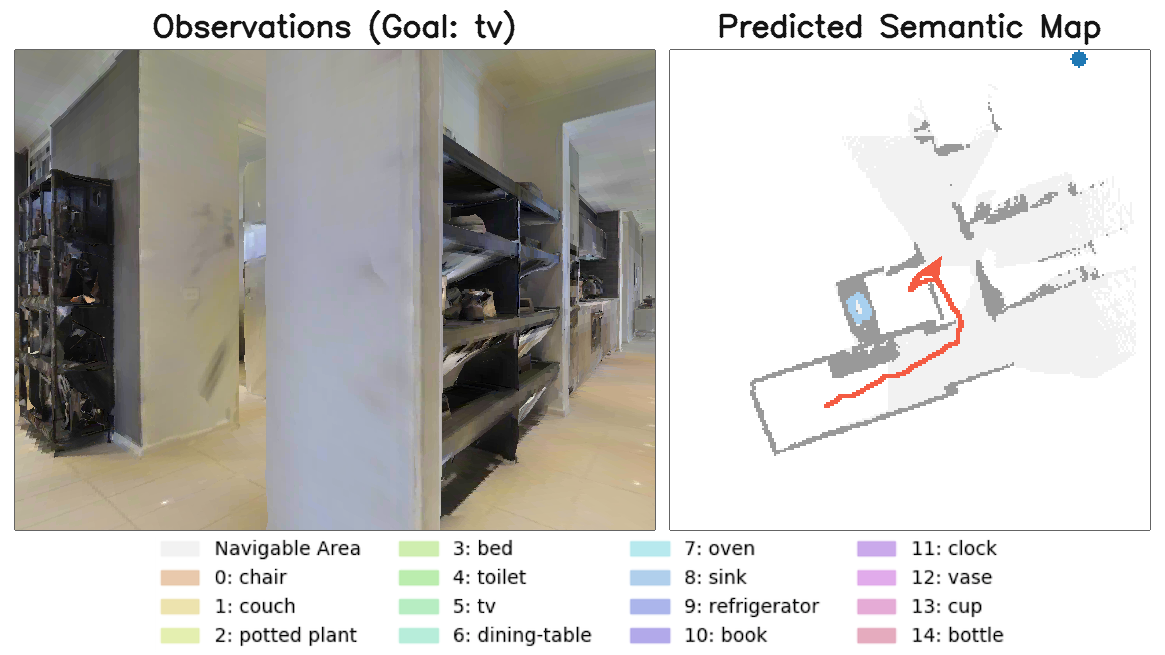 Observations (Goal: tv)
Predicted Semantic Map
Navigable Area
0: chair
1: couch
2: potted plant
3: bed
4: toilet
5: tv
6: dining-table
7: oven
8: sink
9: refrigerator
10: book
11: clock
12: vase
13: cup
14: bottle